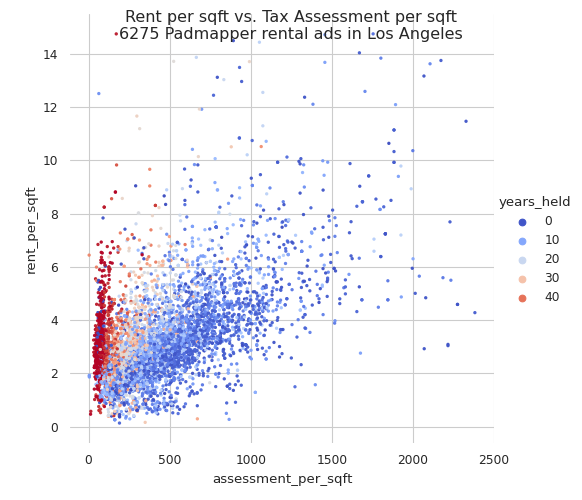 Rent per sqft vs. Tax Assessment per sqft
6275 Padmapper rental ads in Los Angeles
14
12
10
8
6
4
2
0
rent_per_sqft
0 500 1000 1500 2000 2500
assessment_per_sqft
years_held
0
10
20
30
40